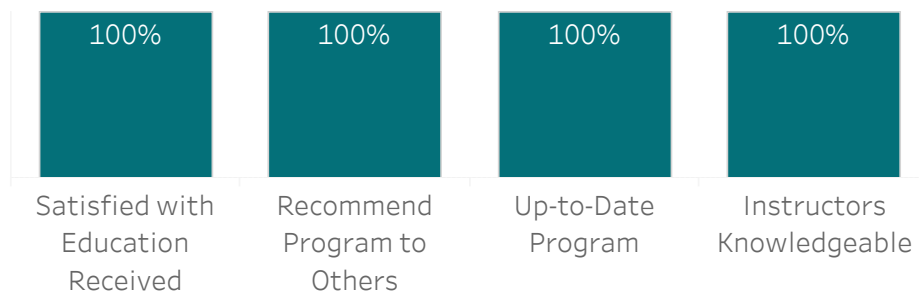 100%
100%
100%
100%
Satisfied with
Education
Received
Recommend
Program to
Others
Up-to-Date
Program
Instructors
Knowledgeable